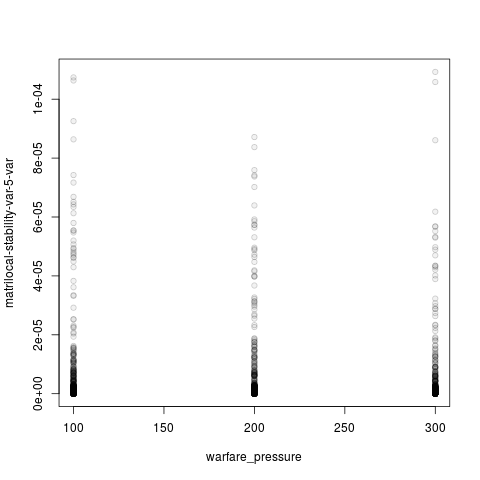 matrilocal-stability-var-5-var
1e-04
8e-05
6e-05
4e-05
2e-05
0e+00
100
150
200
250
300
warfare_pressure